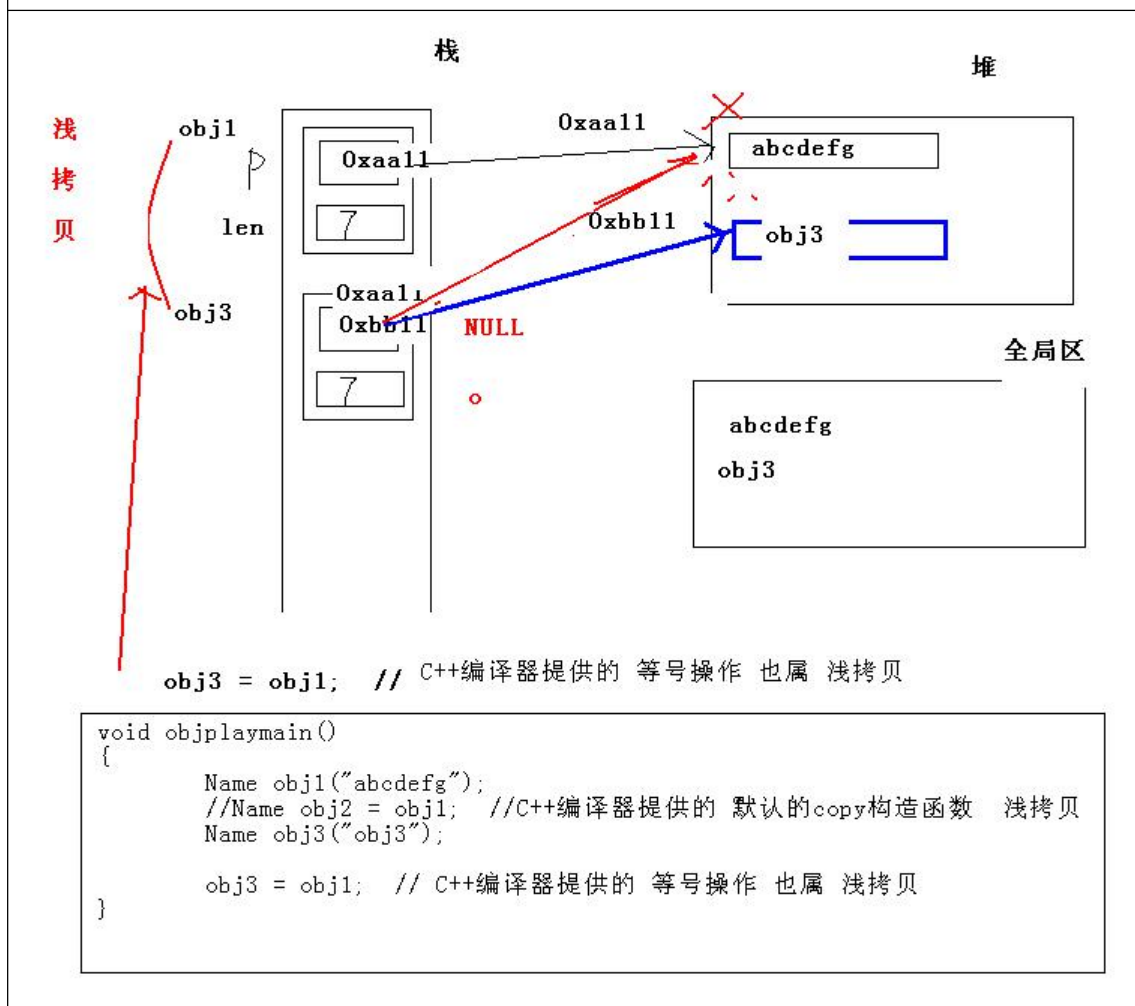 栈
堆
浅
拷
贝
obj1
p
0xaa11
0xaa11
abcdefg
len
7
0xbb11
obj3
obj3
0xaa11
0xbb11
NULL
7
0
全局区
abcdefg
obj3
obj3 = obj1; // C++编译器提供的 等号操作 也属 浅拷贝
void objplaymain()
{
Name obj1("abcdefg");
//Name obj2 = obj1; //C++编译器提供的 默认的copy构造函数 浅拷贝
Name obj3("obj3");
obj3 = obj1; // C++编译器提供的 等号操作 也属 浅拷贝
}